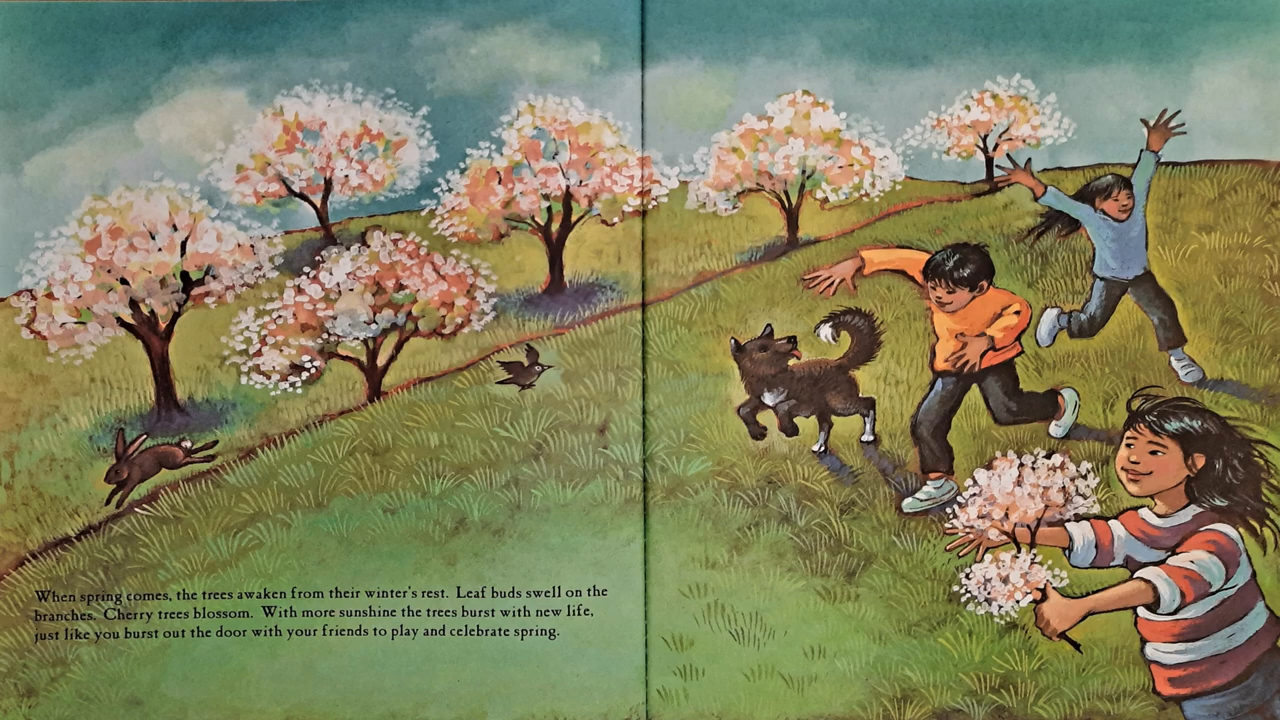 When spring comes, the trees awaken from their winter's rest. Leaf buds swell on the
branches. Cherry trees blossom. With more sunshine the trees burst with new life,
just like you burst out the door with your friends to play and celebrate spring.